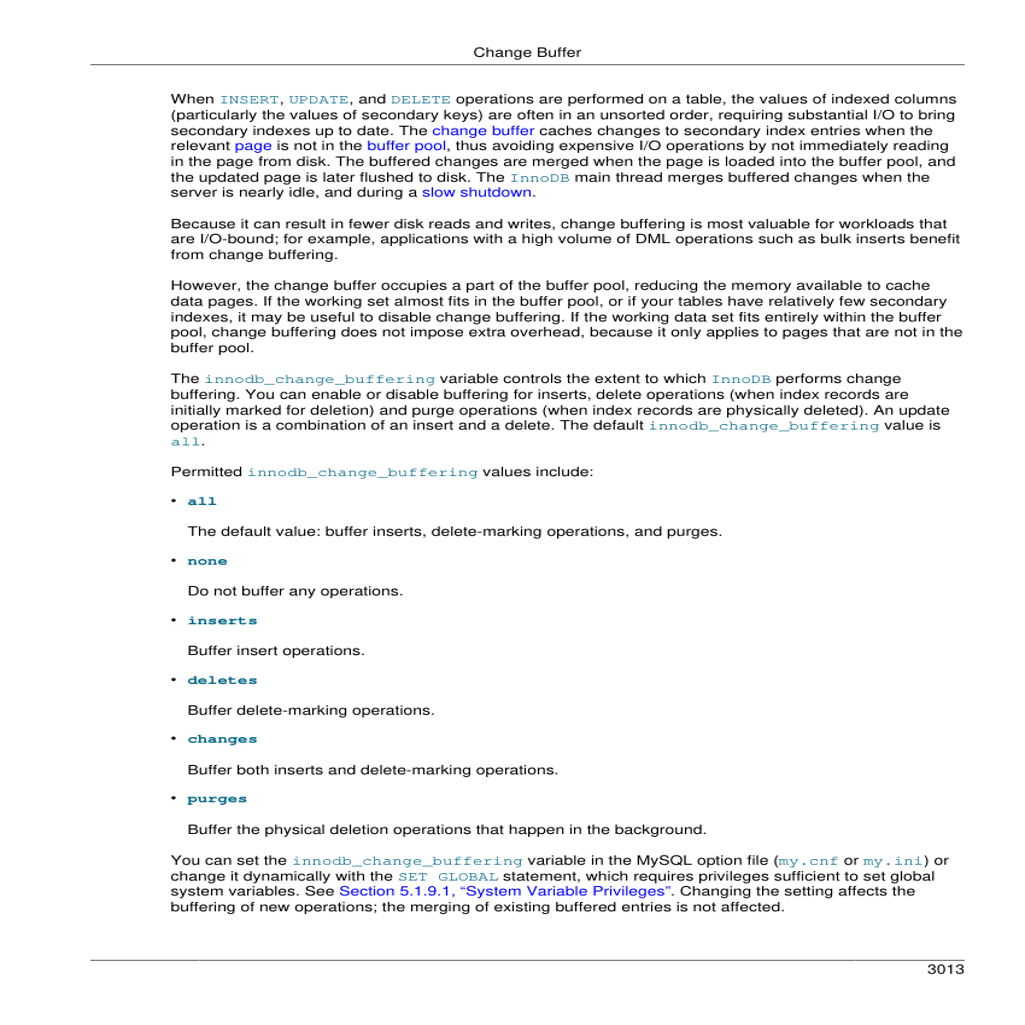 Change Buffer
When INSERT, UPDATE, and DELETE operations are performed on a table, the values of indexed columns
(particularly the values of secondary keys) are often in an unsorted order, requiring substantial I/O to bring
secondary indexes up to date. The change buffer caches changes to secondary index entries when the
relevant page is not in the buffer pool, thus avoiding expensive I/O operations by not immediately reading
in the page from disk. The buffered changes are merged when the page is loaded into the buffer pool, and
the updated page is later flushed to disk. The InnoDB main thread merges buffered changes when the
server is nearly idle, and during a slow shutdown.
Because it can result in fewer disk reads and writes, change buffering is most valuable for workloads that
are I/O-bound; for example, applications with a high volume of DML operations such as bulk inserts benefit
from change buffering.
However, the change buffer occupies a part of the buffer pool, reducing the memory available to cache
data pages. If the working set almost fits in the buffer pool, or if your tables have relatively few secondary
indexes, it may be useful to disable change buffering. If the working data set fits entirely within the buffer
pool, change buffering does not impose extra overhead, because it only applies to pages that are not in the
buffer pool.
The innodb_change_buffering variable controls the extent to which InnoDB performs change
buffering. You can enable or disable buffering for inserts, delete operations (when index records are
initially marked for deletion) and purge operations (when index records are physically deleted). An update
operation is a combination of an insert and a delete. The default innodb_change_buffering value is
all.
Permitted innodb_change_buffering values include:
• all
The default value: buffer inserts, delete-marking operations, and purges.
• none
Do not buffer any operations.
• inserts
Buffer insert operations.
• deletes
Buffer delete-marking operations.
• changes
Buffer both inserts and delete-marking operations.
• purges
Buffer the physical deletion operations that happen in the background.
You can set the innodb_change_buffering variable in the MySQL option file (my.cnf or my.ini) or
change it dynamically with the SET GLOBAL statement, which requires privileges sufficient to set global
system variables. See Section 5.1.9.1, “System Variable Privileges”. Changing the setting affects the
buffering of new operations; the merging of existing buffered entries is not affected.
3013